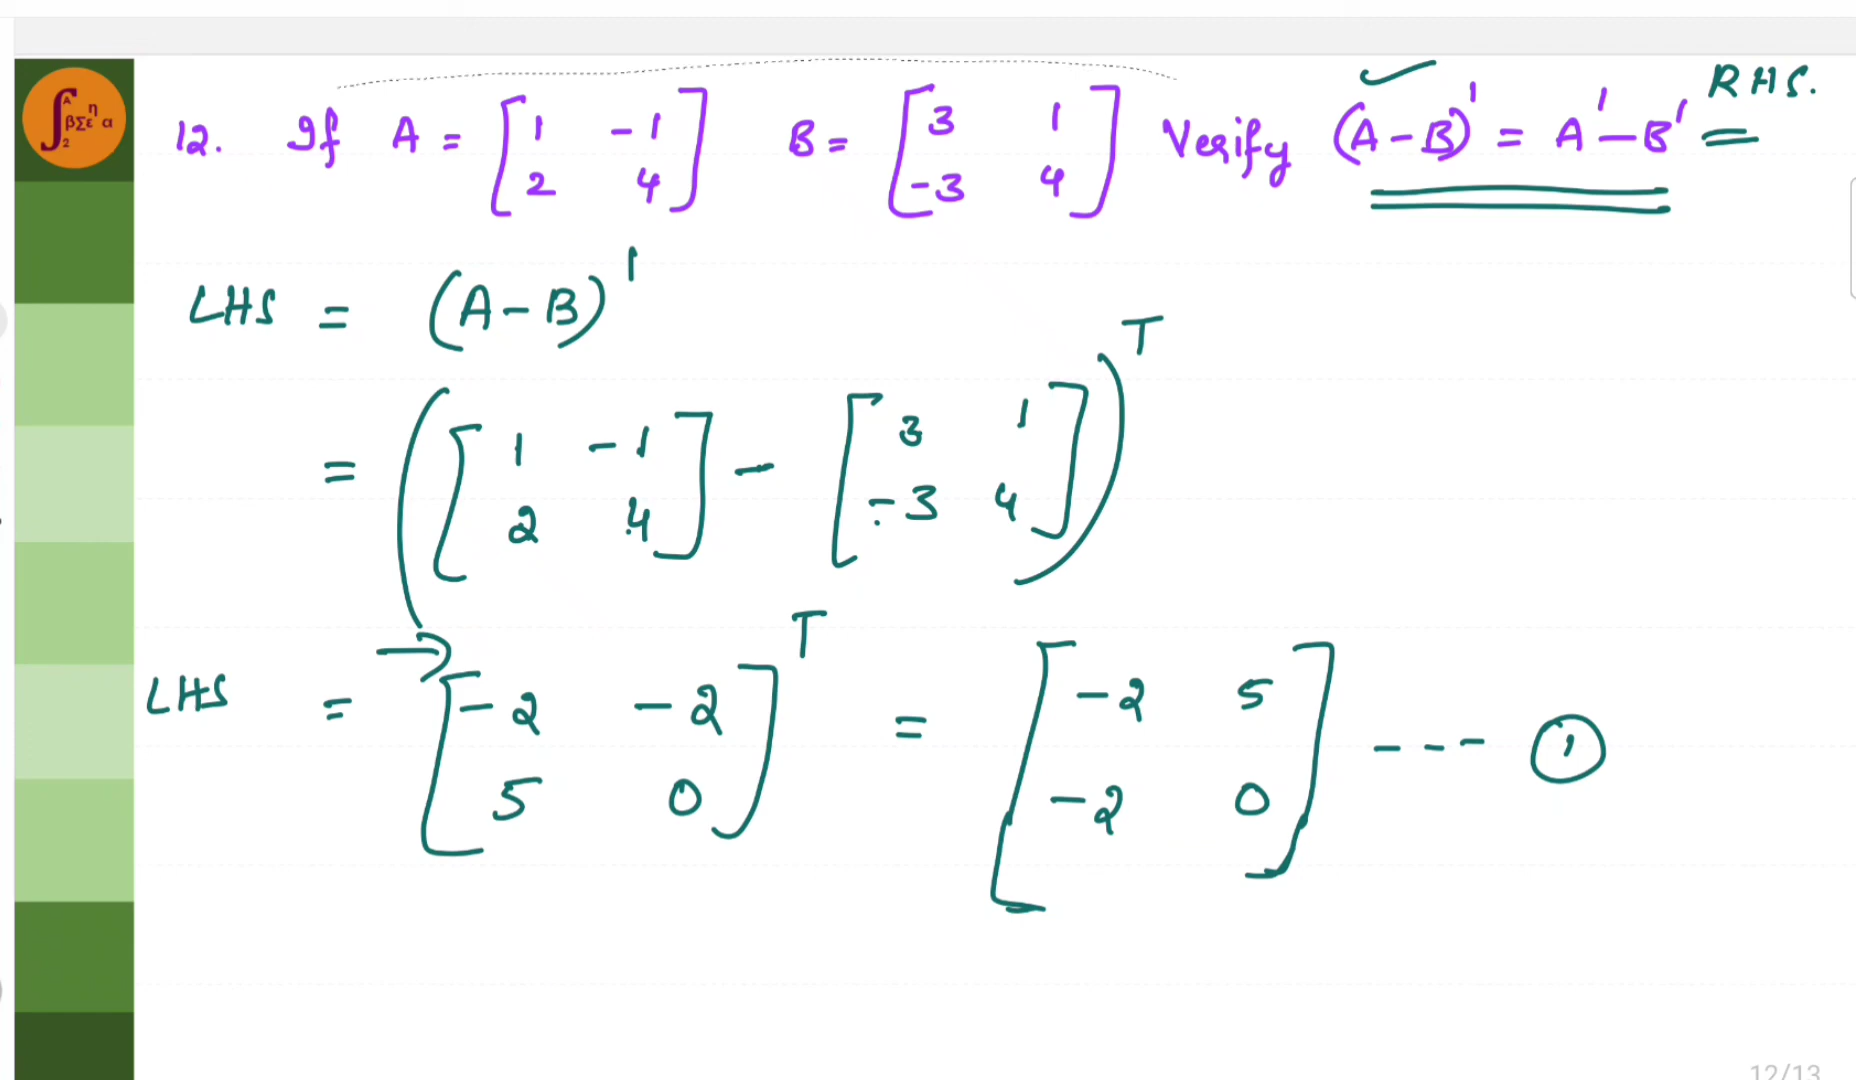 12. If A = [1 -1 2 4] B = [3 1 -3 4] Verify (A-B)' = A'-B' RHS.
LHS = (A-B)'
= ([1 -1 2 4] - [3 1 -3 4])^T
LHS = [-2 -2 5 0]^T = [-2 5 -2 0] --- ①
12/13